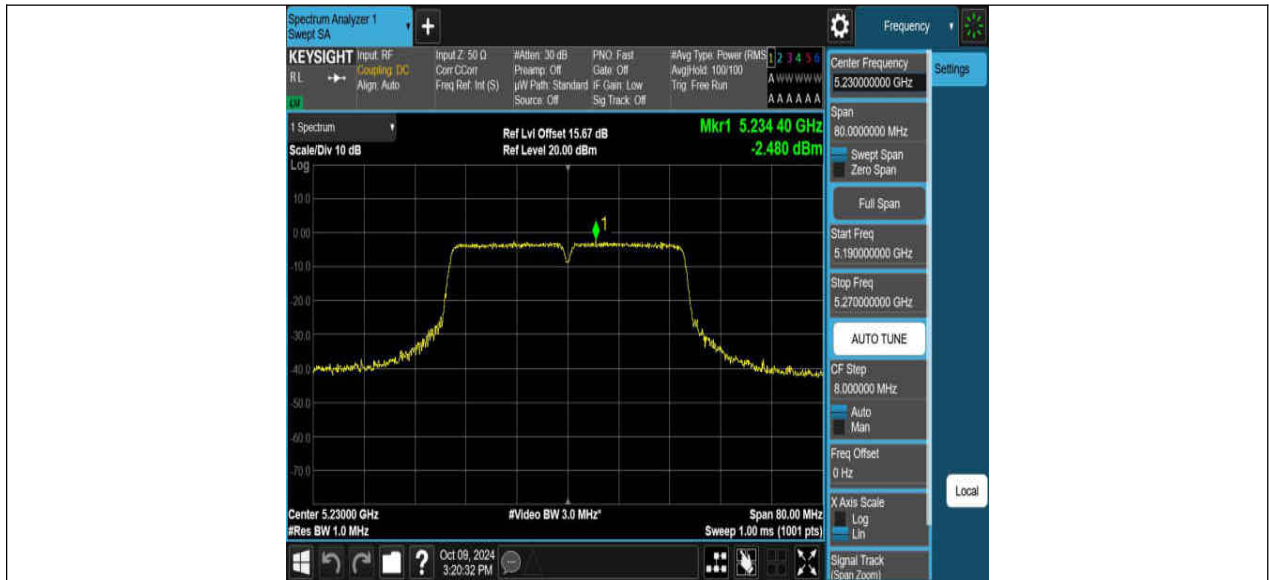 Spectrum Analyzer 1
Swept SA
+
Frequency
KEYSIGHT
RL
Input: RF
Coupling: DC
Align: Auto
Input Z: 50 Ω
Corr CCorr
Freq Ref: Int (S)
#Atten: 30 dB
Preamp: Off
µW Path: Standard
Source: Off
PNO: Fast
Gate: Off
IF Gain: Low
Sig Track: Off
#Avg Type: Power (RMS
Avg|Hold: 100/100
Trig: Free Run
1 2 3 4 5 6
A W W W W W
A A A A A A
1 Spectrum
Scale/Div 10 dB
Log
Ref Lvl Offset 15.67 dB
Ref Level 20.00 dBm
Mkr1 5.234 40 GHz
-2.480 dBm
10.0
0.00
-10.0
-20.0
-30.0
-40.0
-50.0
-60.0
-70.0
1
Center 5.23000 GHz
#Res BW 1.0 MHz
#Video BW 3.0 MHz*
Span 80.00 MHz
Sweep 1.00 ms (1001 pts)
?
Oct 09, 2024
3:20:32 PM
Center Frequency
5.230000000 GHz
Settings
Span
80.0000000 MHz
Swept Span
Zero Span
Full Span
Start Freq
5.190000000 GHz
Stop Freq
5.270000000 GHz
AUTO TUNE
CF Step
8.000000 MHz
Auto
Man
Freq Offset
0 Hz
Local
X Axis Scale
Log
Lin
Signal Track
(Span Zoom)